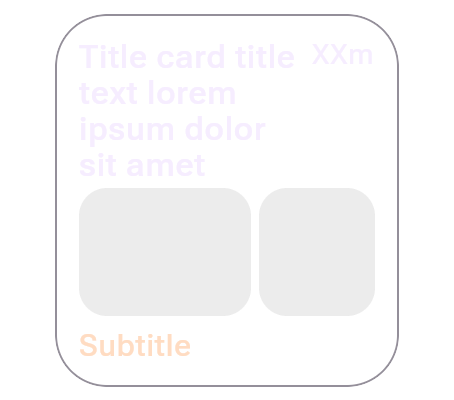 Title card title XXm
text lorem
ipsum dolor
sit amet
Subtitle